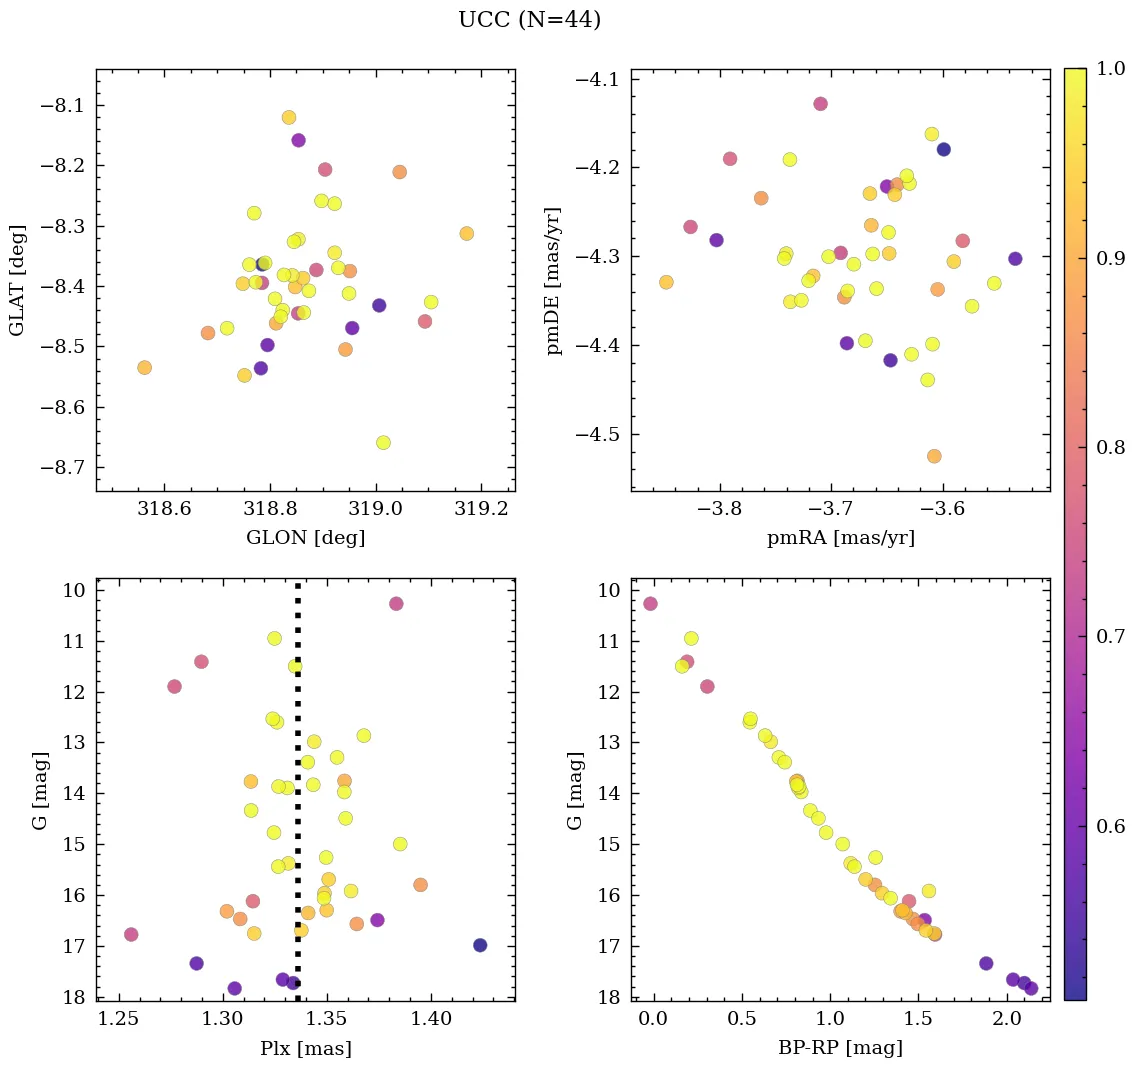 UCC (N=44)
−8.1
−8.2
−8.3
−8.4
−8.5
−8.6
−8.7
GLAT [deg]
318.6 318.8 319.0 319.2
GLON [deg]
−4.1
−4.2
−4.3
−4.4
−4.5
pmDE [mas/yr]
−3.8 −3.7 −3.6
pmRA [mas/yr]
1.0
0.9
0.8
0.7
0.6
10
11
12
13
14
15
16
17
18
G [mag]
1.25 1.30 1.35 1.40
Plx [mas]
10
11
12
13
14
15
16
17
18
G [mag]
0.0 0.5 1.0 1.5 2.0
BP-RP [mag]